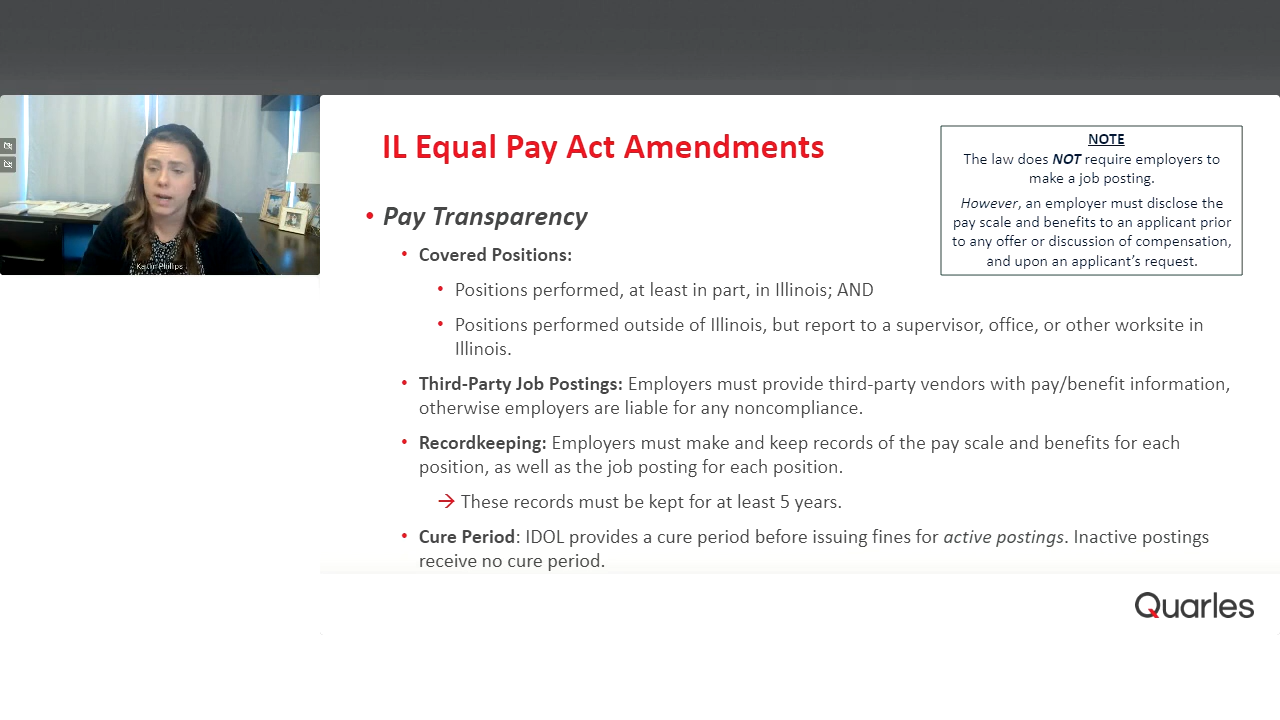 IL Equal Pay Act Amendments
NOTE
The law does NOT require employers to
make a job posting.
However, an employer must disclose the
pay scale and benefits to an applicant prior
to any offer or discussion of compensation,
and upon an applicant's request.
• Pay Transparency
• Covered Positions:
• Positions performed, at least in part, in Illinois; AND
• Positions performed outside of Illinois, but report to a supervisor, office, or other worksite in
Illinois.
• Third-Party Job Postings: Employers must provide third-party vendors with pay/benefit information,
otherwise employers are liable for any noncompliance.
• Recordkeeping: Employers must make and keep records of the pay scale and benefits for each
position, as well as the job posting for each position.
→ These records must be kept for at least 5 years.
• Cure Period: IDOL provides a cure period before issuing fines for active postings. Inactive postings
receive no cure period.
Quarles
Phillips